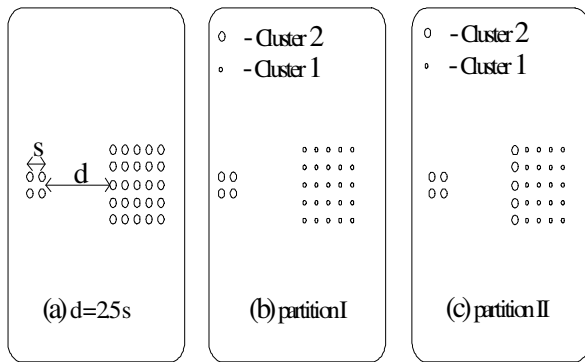 s
d
(a) d=2.5s
- Cluster 2
- Cluster 1
(b) partition I
- Cluster 2
- Cluster 1
(c) partition II